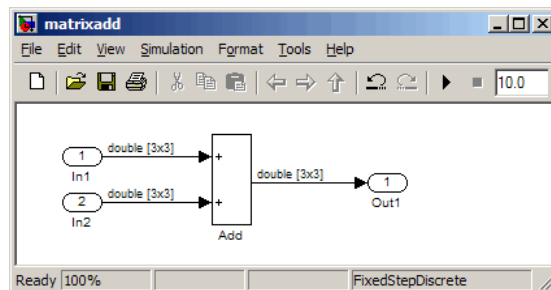 matrixadd
File Edit View Simulation Format Tools Help
10.0
1
double [3x3]
+
In1
double [3x3]
1
Out1
2
double [3x3]
+
In2
Add
Ready 100% FixedStepDiscrete